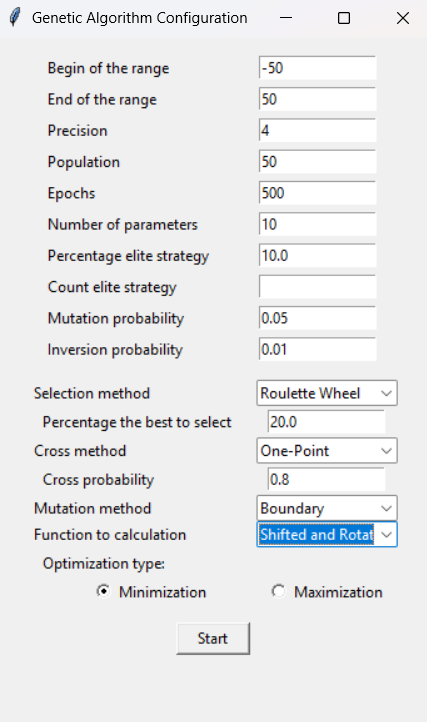 Genetic Algorithm Configuration
Begin of the range -50
End of the range 50
Precision 4
Population 50
Epochs 500
Number of parameters 10
Percentage elite strategy 10.0
Count elite strategy
Mutation probability 0.05
Inversion probability 0.01
Selection method Roulette Wheel
Percentage the best to select 20.0
Cross method One-Point
Cross probability 0.8
Mutation method Boundary
Function to calculation Shifted and Rotat
Optimization type:
Minimization Maximization
Start